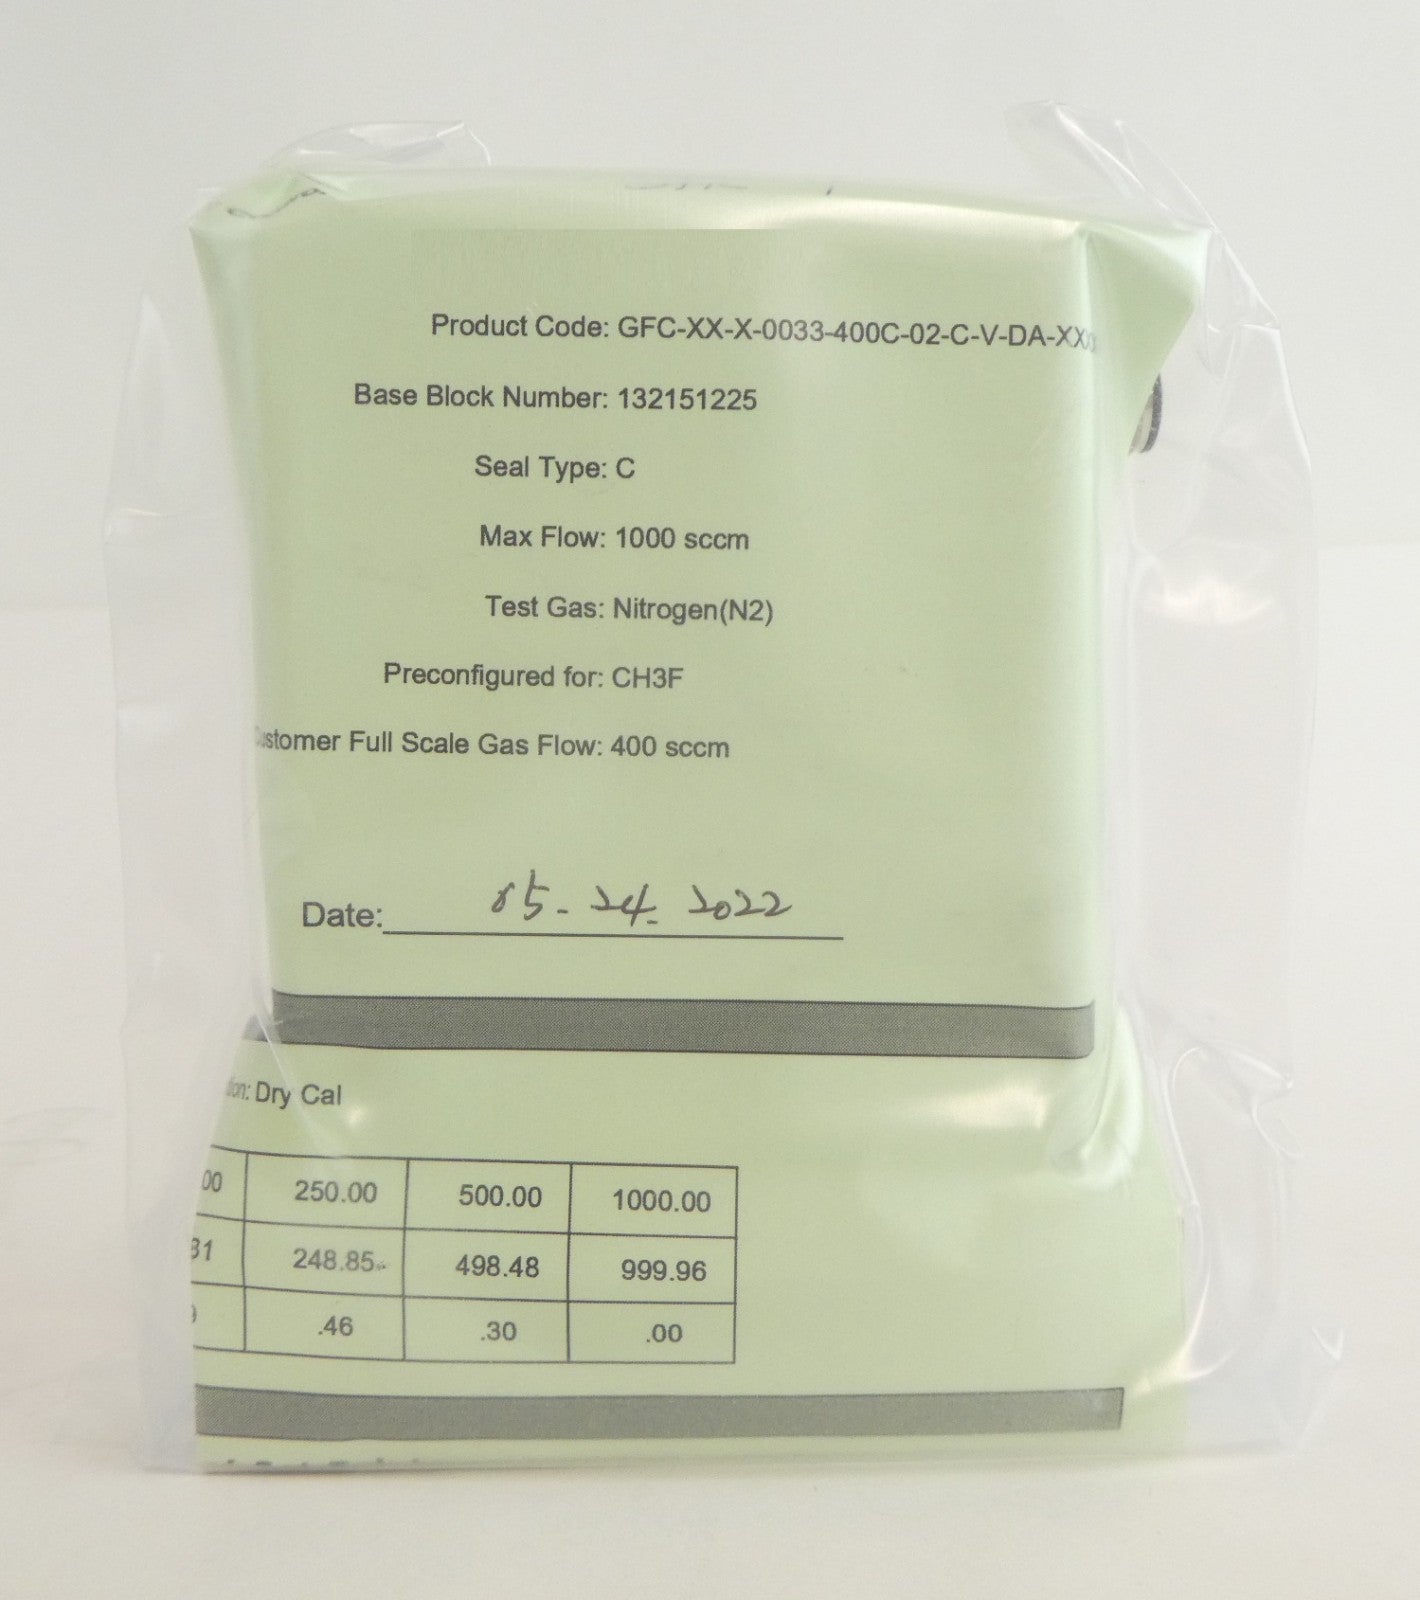 Product Code: GFC-XX-X-0033-400C-02-C-V-DA-XX
Base Block Number: 132151225
Seal Type: C
Max Flow: 1000 sccm
Test Gas: Nitrogen(N2)
Preconfigured for: CH3F
Customer Full Scale Gas Flow: 400 sccm
Date: 05-24-2022
Dry Cal
00 250.00 500.00 1000.00
31 248.85 498.48 999.96
.46 .30 .00